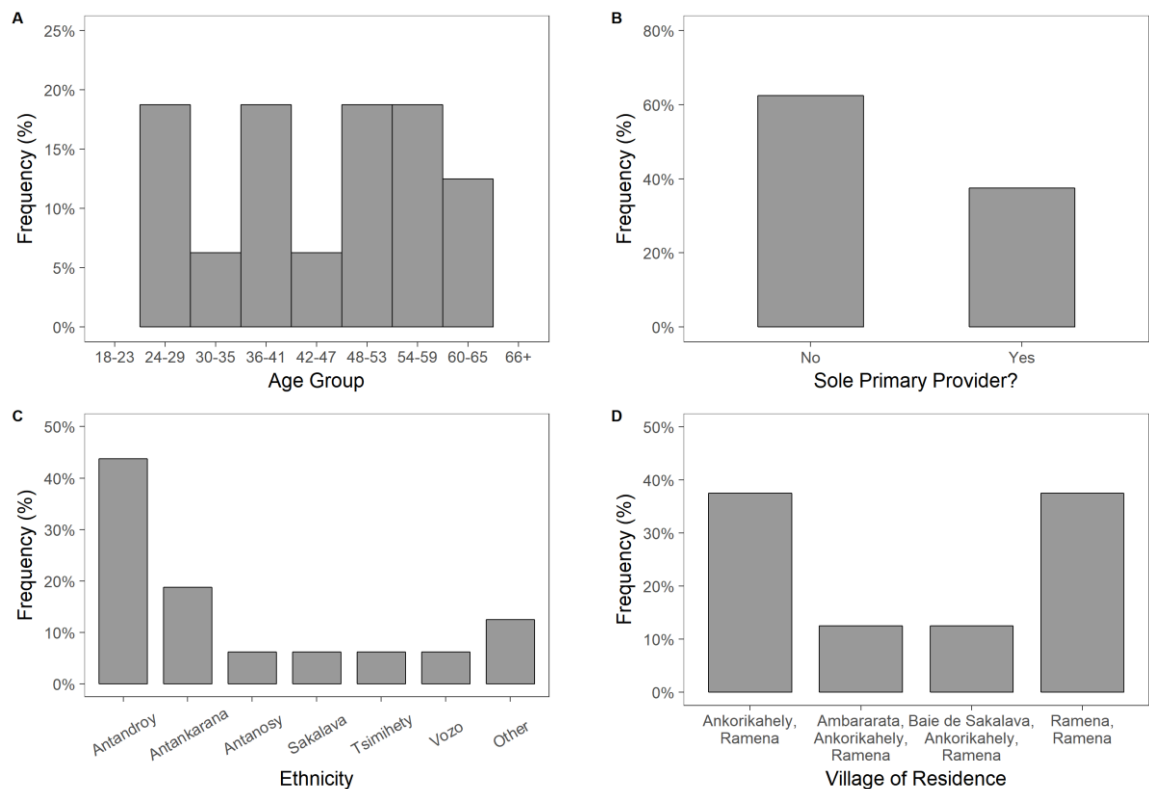 A
25%
20%
15%
10%
5%
0%
Frequency (%)
18-23 24-29 30-35 36-41 42-47 48-53 54-59 60-65 66+
Age Group
B
80%
60%
40%
20%
0%
Frequency (%)
No Yes
Sole Primary Provider?
C
50%
40%
30%
20%
10%
0%
Frequency (%)
Antandroy Antankarana Antanosy Sakalava Tsimihety Vozo Other
Ethnicity
D
50%
40%
30%
20%
10%
0%
Frequency (%)
Ankorikahely,
Ramena
Ambararata,
Ankorikahely,
Ramena
Baie de Sakalava,
Ankorikahely,
Ramena
Ramena,
Ramena
Village of Residence